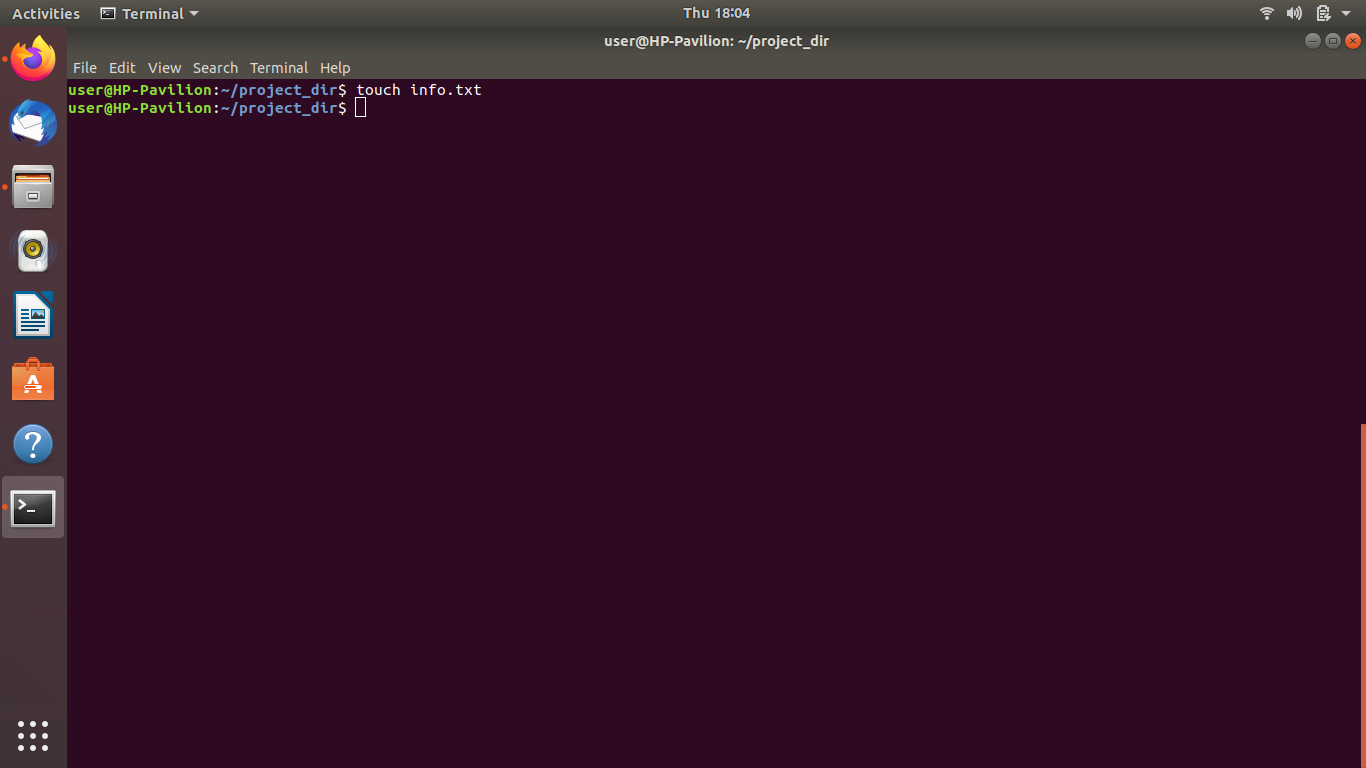 Activities Terminal Thu 18:04
user@HP-Pavilion: ~/project_dir
File Edit View Search Terminal Help
user@HP-Pavilion:~/project_dir$ touch info.txt
user@HP-Pavilion:~/project_dir$